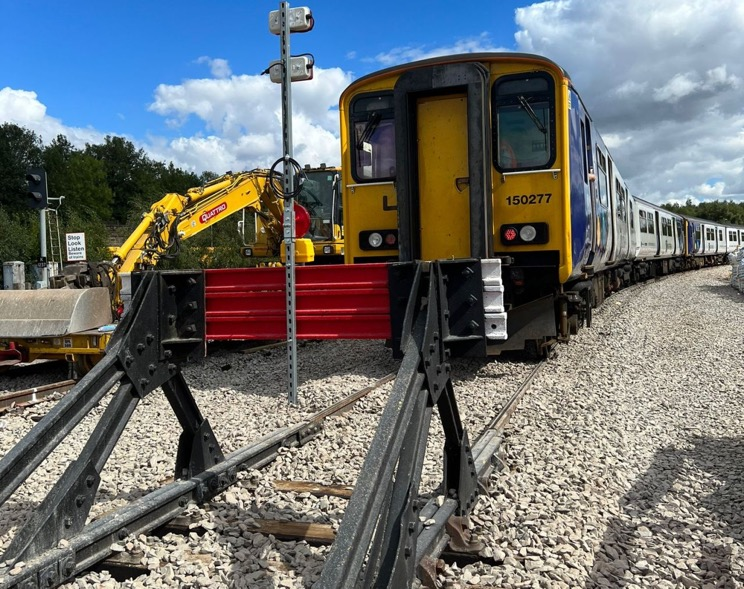 QUATTRO
150277
Stop
Look
Listen